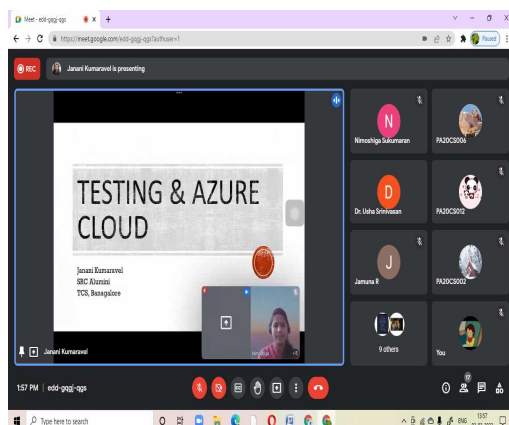 Meet - edd-gqgj-qgs
https://meet.google.com/edd-gqgj-qgs?authuser=1
Paused
REC
Janani Kumaravel is presenting
TESTING & AZURE
CLOUD
Janani Kumaravel
SRC Alumini
TCS, Banagalore
Janani Kumaravel
N
Nimoshiga Sukumaran
PA20CS006
D
Dr. Usha Srinivasan
PA20CS012
J
Jamuna R
PA20CS002
9 others
You
1:57 PM | edd-gqgj-qgs
17
Type here to search
ENG
13:57